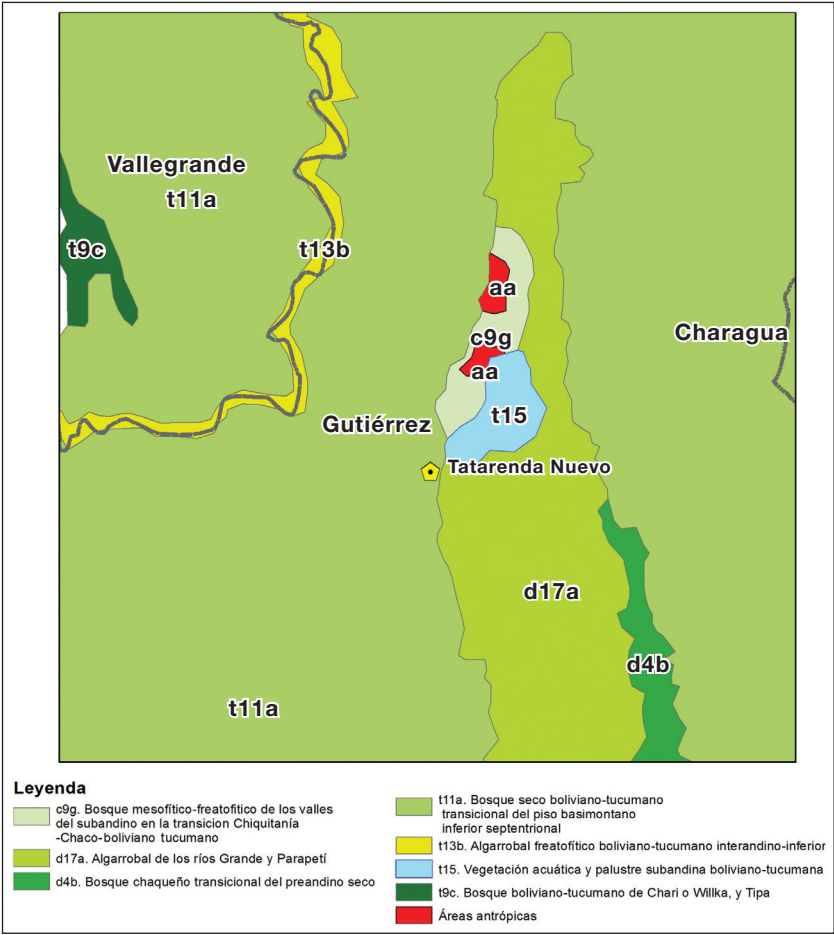 Vallegrande
t11a
t9c
t13b
aa
c9g
aa
Charagua
Gutiérrez
t15
Tatarenda Nuevo
d17a
d4b
t11a
Leyenda
c9g. Bosque mesofítico-freatofitico de los valles
del subandino en la transicion Chiquitanía
-Chaco-boliviano tucumano
d17a. Algarrobal de los ríos Grande y Parapetí
d4b. Bosque chaqueño transicional del preandino seco
t11a. Bosque seco boliviano-tucumano
transicional del piso basimontano
inferior septentrional
t13b. Algarrobal freatofítico boliviano-tucumano interandino-inferior
t15. Vegetación acuática y palustre subandina boliviano-tucumana
t9c. Bosque boliviano-tucumano de Chari o Willka, y Tipa
Áreas antrópicas